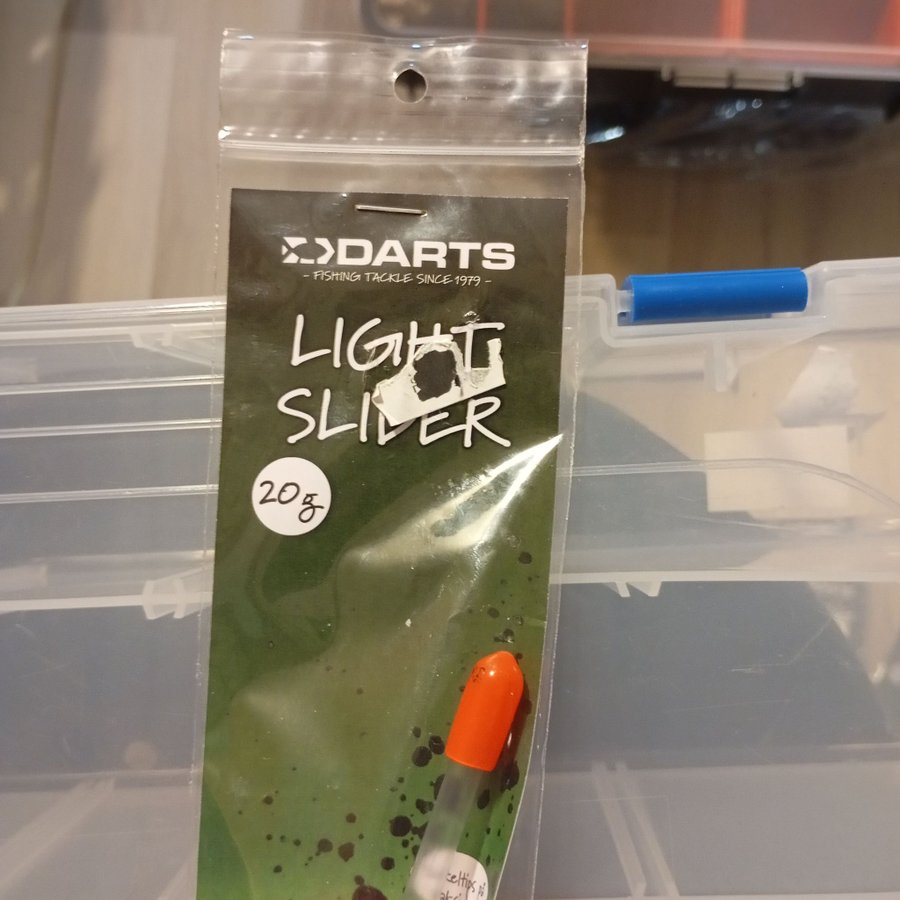 DARTS
- FISHING TACKLE SINCE 1979 -
LIGHT
SLIDER
20g